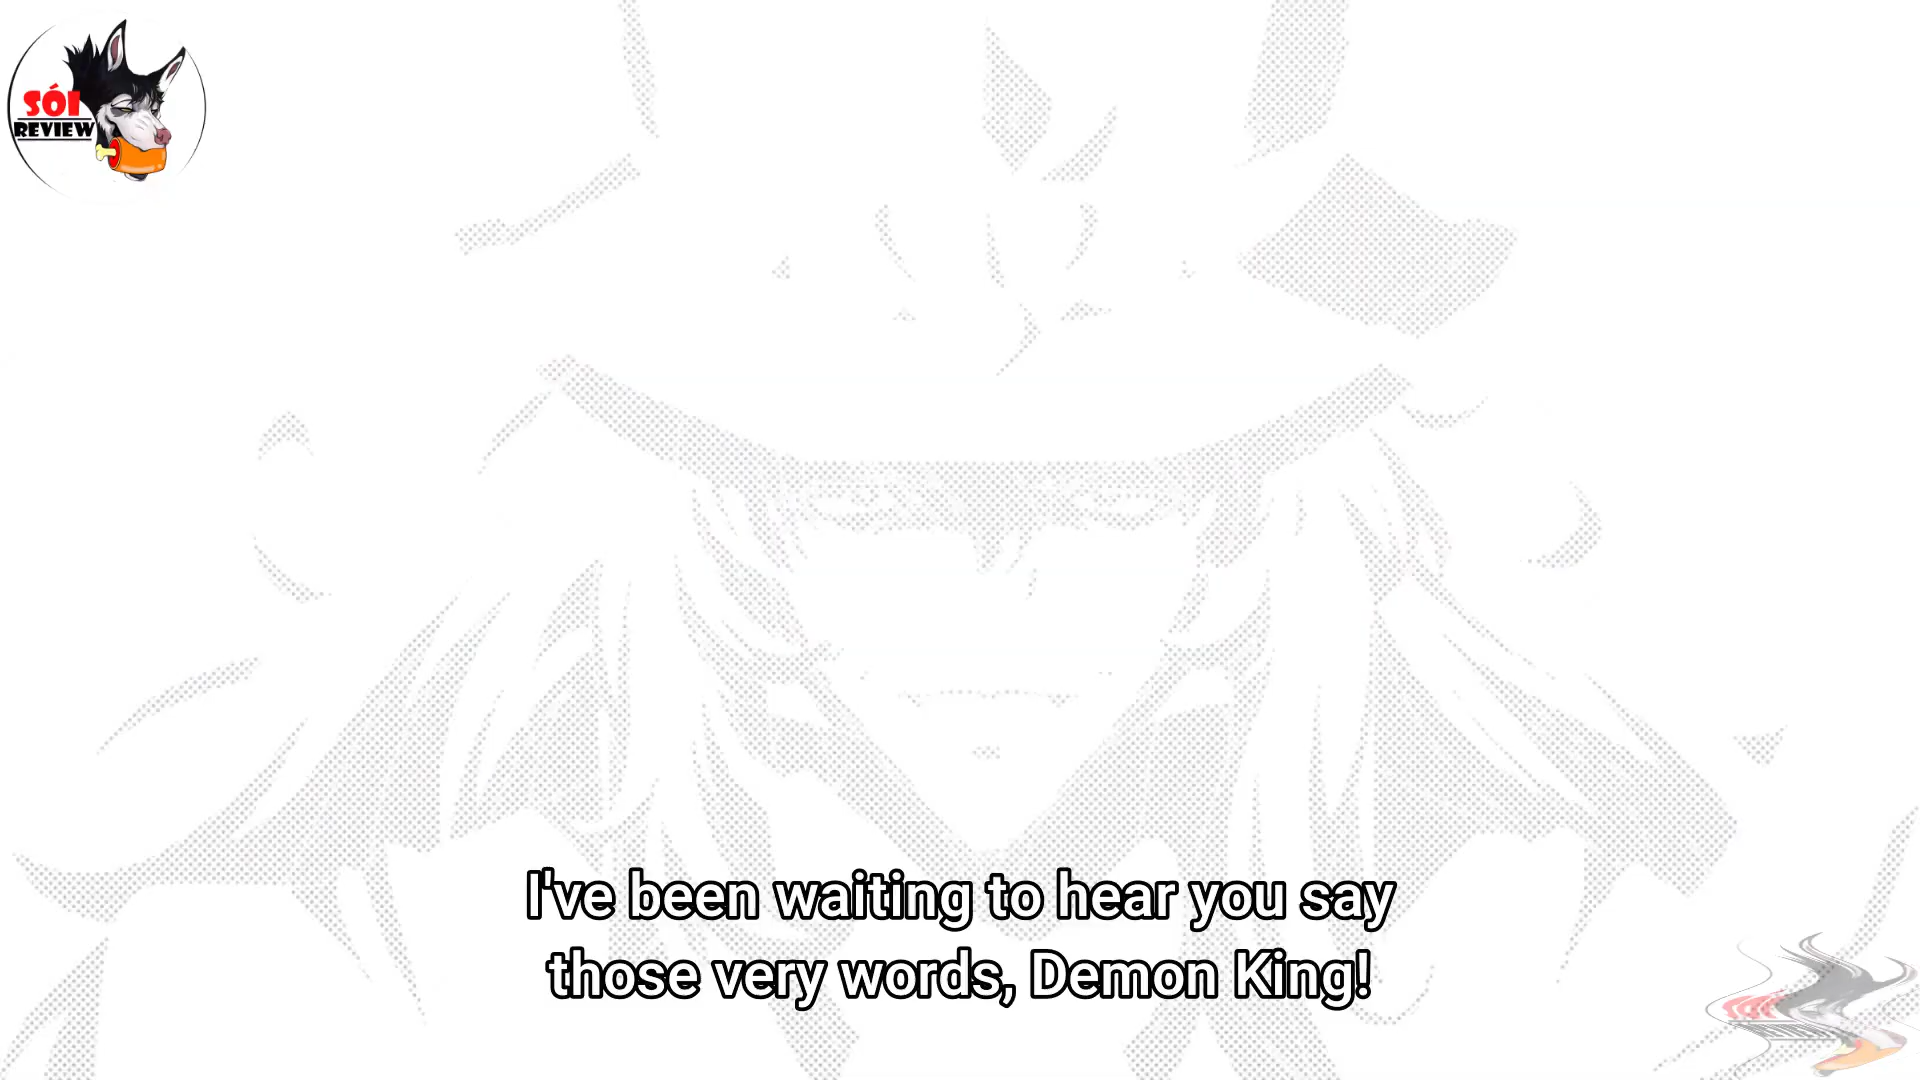 SÓI
REVIEW
I've been waiting to hear you say
those very words, Demon King!